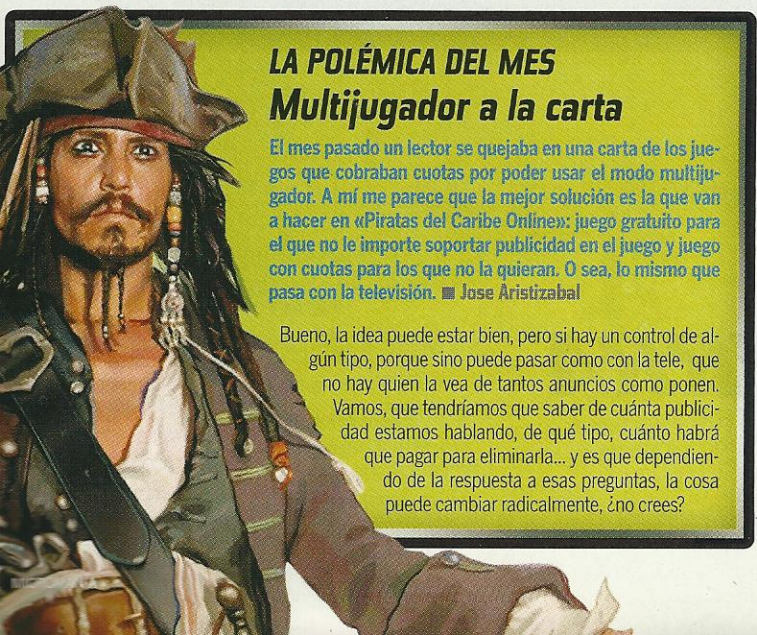 LA POLÉMICA DEL MES
Multijugador a la carta
El mes pasado un lector se quejaba en una carta de los jue-
gos que cobraban cuotas por poder usar el modo multiju-
gador. A mí me parece que la mejor solución es la que van
a hacer en «Piratas del Caribe Online»: juego gratuito para
el que no le importe soportar publicidad en el juego y juego
con cuotas para los que no la quieran. O sea, lo mismo que
pasa con la televisión. ■ Jose Aristizabal
Bueno, la idea puede estar bien, pero si hay un control de al-
gún tipo, porque sino puede pasar como con la tele, que
no hay quien la vea de tantos anuncios como ponen.
Vamos, que tendríamos que saber de cuánta publici-
dad estamos hablando, de qué tipo, cuánto habrá
que pagar para eliminarla... y es que dependien-
do de la respuesta a esas preguntas, la cosa
puede cambiar radicalmente, ¿no crees?